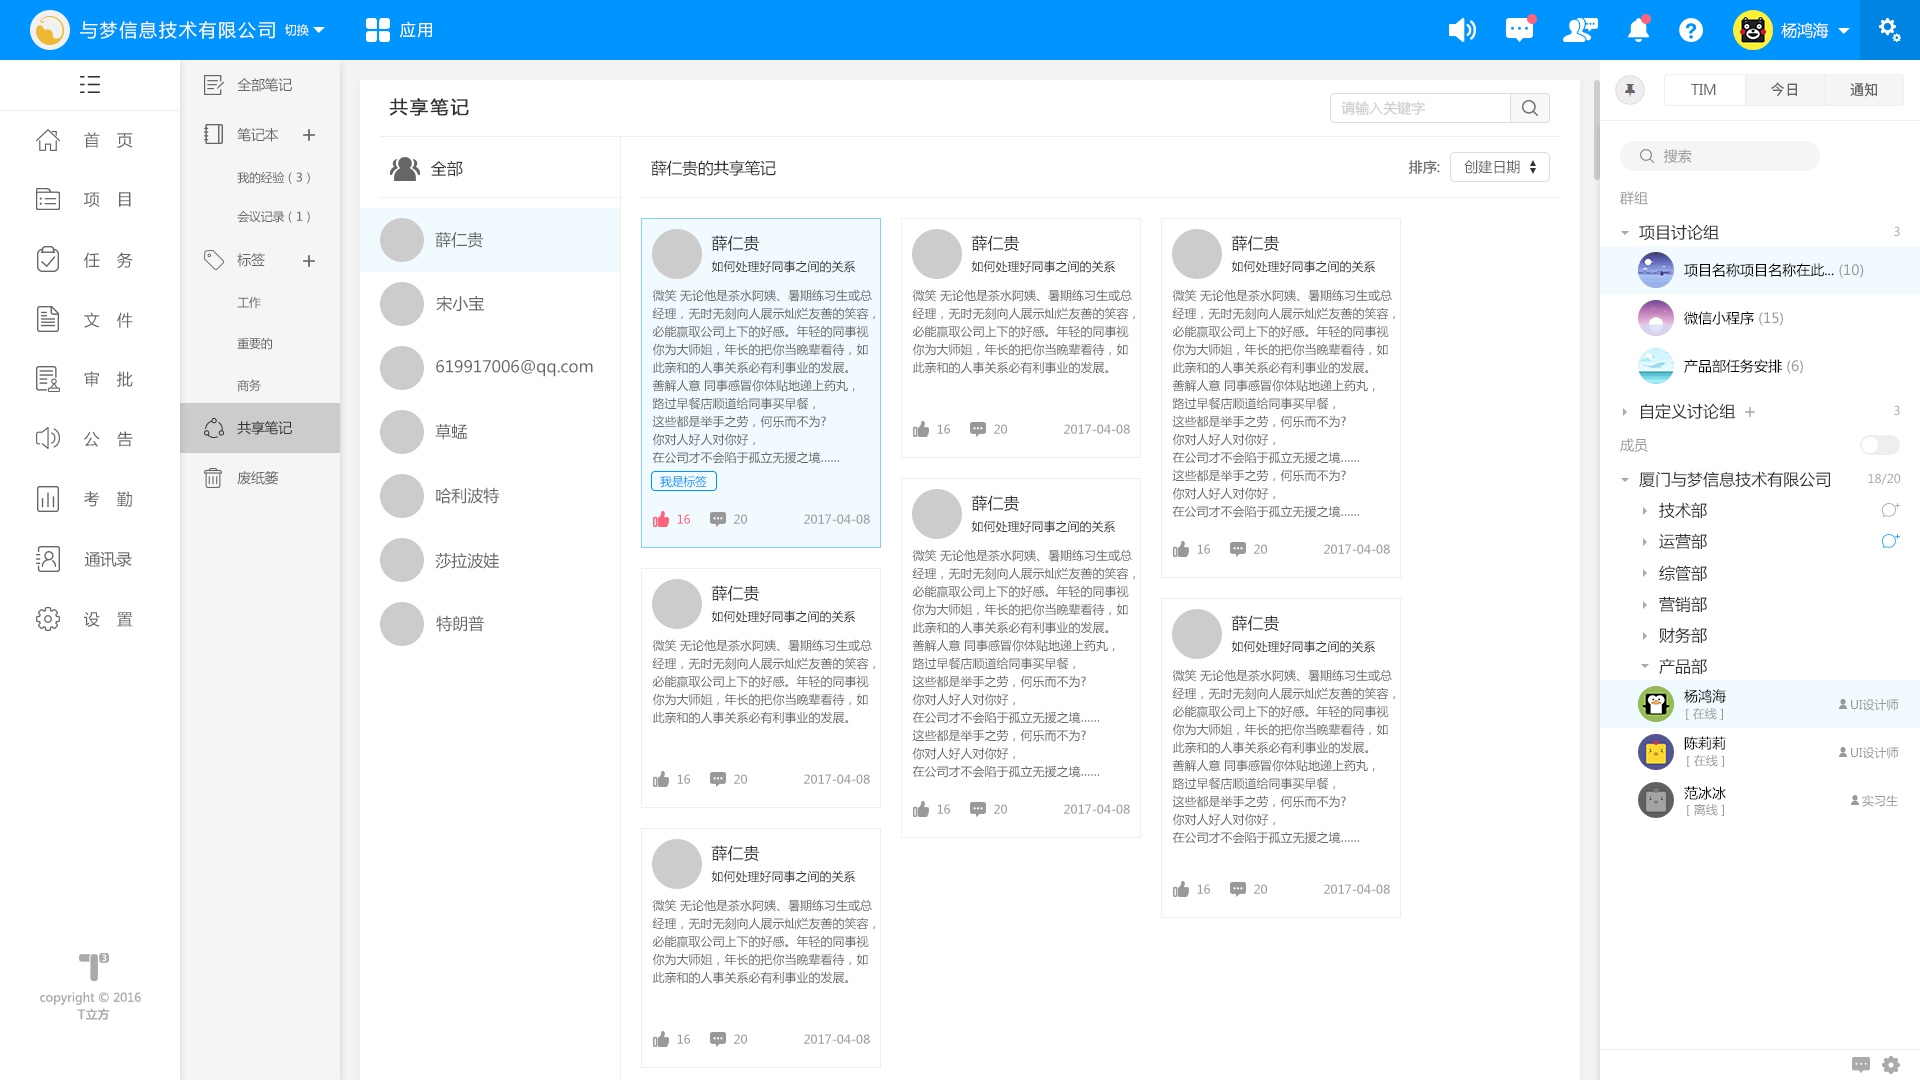 与梦信息技术有限公司 切换
应用
杨鸿海
首 页
项 目
任 务
文 件
审 批
公 告
考 勤
通讯录
设 置
T3
copyright © 2016
T立方
全部笔记
笔记本
我的经验 ( 3 )
会议记录 ( 1 )
标签
工作
重要的
商务
共享笔记
废纸篓
共享笔记
请输入关键字
全部
薛仁贵
宋小宝
619917006@qq.com
草蜢
哈利波特
莎拉波娃
特朗普
薛仁贵的共享笔记
排序:
创建日期
薛仁贵
如何处理好同事之间的关系
微笑 无论他是茶水阿姨、暑期练习生或总
经理，无时无刻向人展示灿烂友善的笑容，
必能赢取公司上下的好感。年轻的同事视
你为大师姐，年长的把你当晚辈看待，如
此亲和的人事关系必有利事业的发展。
善解人意 同事感冒你体贴地递上药丸，
路过早餐店顺道给同事买早餐，
这些都是举手之劳，何乐而不为?
你对人好人对你好，
在公司才不会陷于孤立无援之境......
我是标签
16 20 2017-04-08
薛仁贵
如何处理好同事之间的关系
微笑 无论他是茶水阿姨、暑期练习生或总
经理，无时无刻向人展示灿烂友善的笑容，
必能赢取公司上下的好感。年轻的同事视
你为大师姐，年长的把你当晚辈看待，如
此亲和的人事关系必有利事业的发展。
16 20 2017-04-08
薛仁贵
如何处理好同事之间的关系
微笑 无论他是茶水阿姨、暑期练习生或总
经理，无时无刻向人展示灿烂友善的笑容，
必能赢取公司上下的好感。年轻的同事视
你为大师姐，年长的把你当晚辈看待，如
此亲和的人事关系必有利事业的发展。
16 20 2017-04-08
薛仁贵
如何处理好同事之间的关系
微笑 无论他是茶水阿姨、暑期练习生或总
经理，无时无刻向人展示灿烂友善的笑容，
必能赢取公司上下的好感。年轻的同事视
你为大师姐，年长的把你当晚辈看待，如
此亲和的人事关系必有利事业的发展。
16 20 2017-04-08
薛仁贵
如何处理好同事之间的关系
微笑 无论他是茶水阿姨、暑期练习生或总
经理，无时无刻向人展示灿烂友善的笑容，
必能赢取公司上下的好感。年轻的同事视
你为大师姐，年长的把你当晚辈看待，如
此亲和的人事关系必有利事业的发展。
善解人意 同事感冒你体贴地递上药丸，
路过早餐店顺道给同事买早餐，
这些都是举手之劳，何乐而不为?
你对人好人对你好，
在公司才不会陷于孤立无援之境......
这些都是举手之劳，何乐而不为?
你对人好人对你好，
在公司才不会陷于孤立无援之境......
16 20 2017-04-08
薛仁贵
如何处理好同事之间的关系
微笑 无论他是茶水阿姨、暑期练习生或总
经理，无时无刻向人展示灿烂友善的笑容，
必能赢取公司上下的好感。年轻的同事视
你为大师姐，年长的把你当晚辈看待，如
此亲和的人事关系必有利事业的发展。
善解人意 同事感冒你体贴地递上药丸，
路过早餐店顺道给同事买早餐，
这些都是举手之劳，何乐而不为?
你对人好人对你好，
在公司才不会陷于孤立无援之境......
这些都是举手之劳，何乐而不为?
你对人好人对你好，
在公司才不会陷于孤立无援之境......
16 20 2017-04-08
薛仁贵
如何处理好同事之间的关系
微笑 无论他是茶水阿姨、暑期练习生或总
经理，无时无刻向人展示灿烂友善的笑容，
必能赢取公司上下的好感。年轻的同事视
你为大师姐，年长的把你当晚辈看待，如
此亲和的人事关系必有利事业的发展。
善解人意 同事感冒你体贴地递上药丸，
路过早餐店顺道给同事买早餐，
这些都是举手之劳，何乐而不为?
你对人好人对你好，
在公司才不会陷于孤立无援之境......
16 20 2017-04-08
TIM 今日 通知
搜索
群组
项目讨论组 3
项目名称项目名称在此... (10)
微信小程序 (15)
产品部任务安排 (6)
自定义讨论组 3
成员
厦门与梦信息技术有限公司 18/20
技术部
运营部
综管部
营销部
财务部
产品部
杨鸿海
[ 在线 ]
UI设计师
陈莉莉
[ 在线 ]
UI设计师
范冰冰
[ 离线 ]
实习生